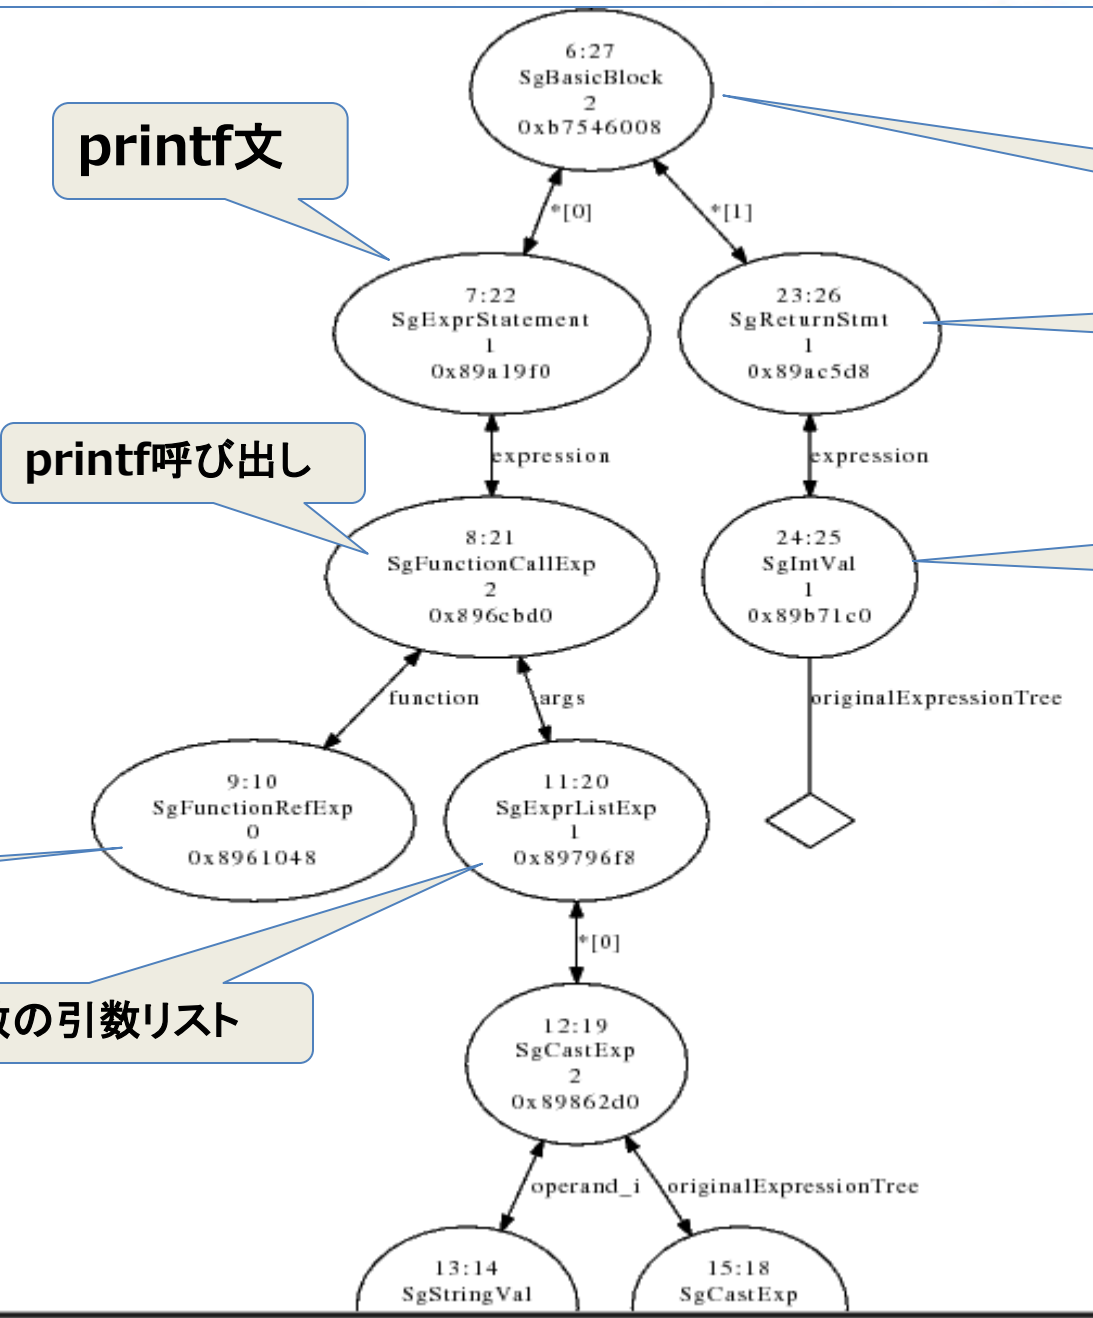 6:27
SgBasicBlock
2
0xb7546008
printf文
*[0]
*[1]
7:22
SgExprStatement
1
0x89a19f0
23:26
SgReturnStmt
1
0x89ac5d8
printf呼び出し
expression
expression
8:21
SgFunctionCallExp
2
0x896cbd0
24:25
SgIntVal
1
0x89b71c0
function
args
originalExpressionTree
9:10
SgFunctionRefExp
0
0x8961048
11:20
SgExprListExp
1
0x89796f8
*[0]
の引数リスト
12:19
SgCastExp
2
0x89862d0
operand_i
originalExpressionTree
13:14
SgStringVal
15:18
SgCastExp